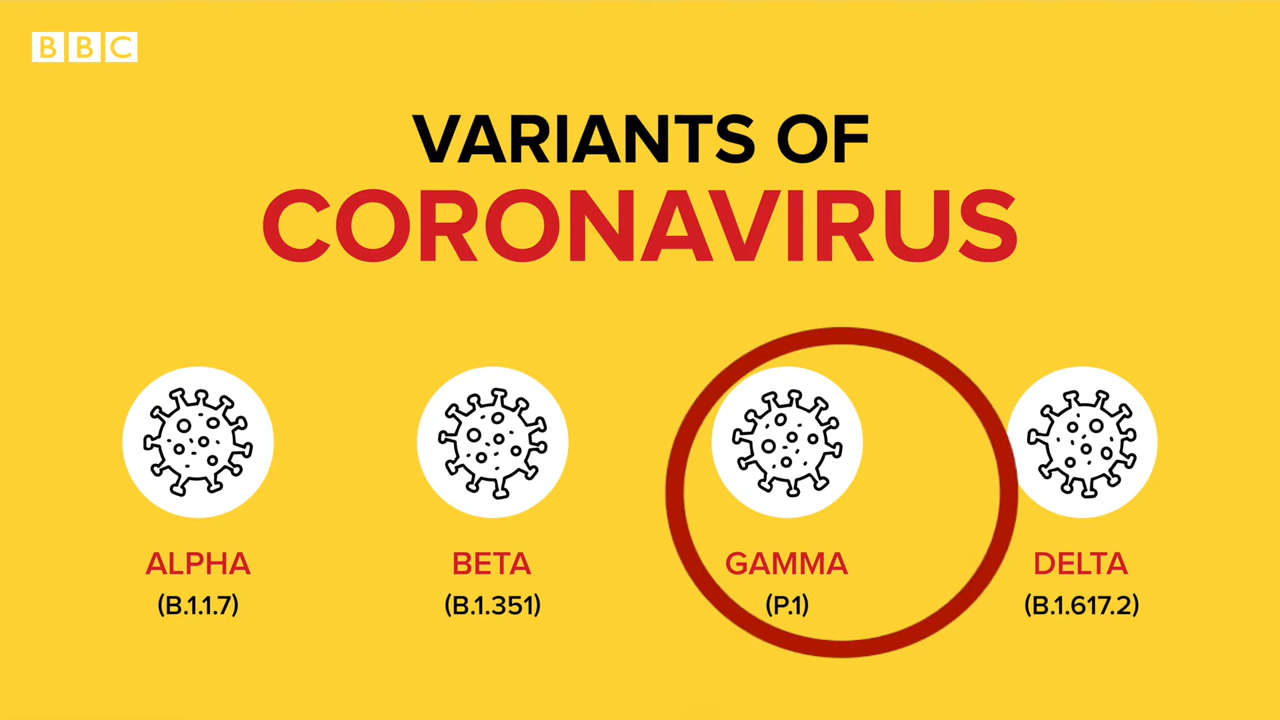 BBC
VARIANTS OF
CORONAVIRUS
ALPHA
BETA
GAMMA
DELTA
(B.1.1.7)
(B.1.351)
(P.1)
(B.1.617.2)